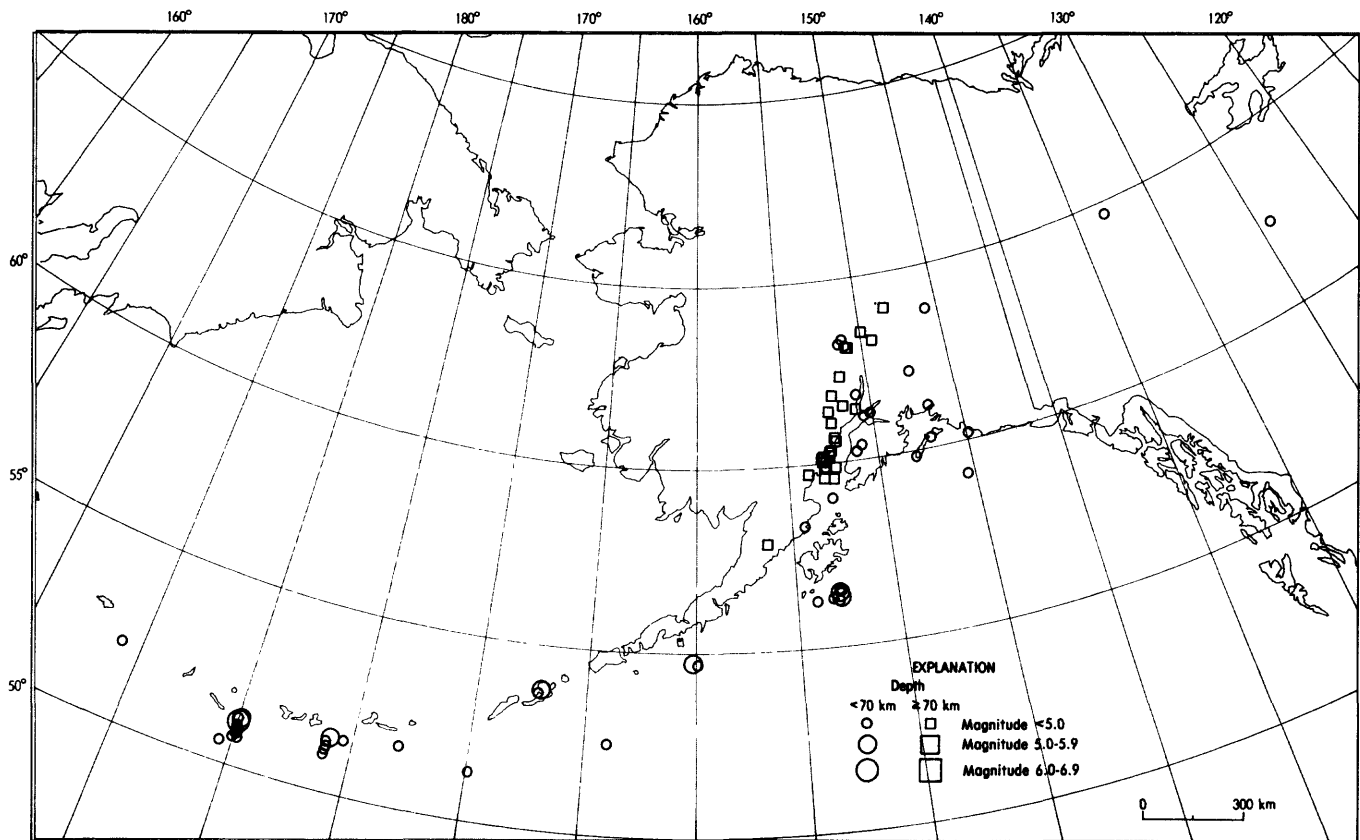 160° 170° 180° 170° 160° 150° 140° 130° 120°
60°
55°
50°
EXPLANATION
Depth
<70 km ≥70 km
Magnitude <5.0
Magnitude 5.0-5.9
Magnitude 6.0-6.9
0 300 km